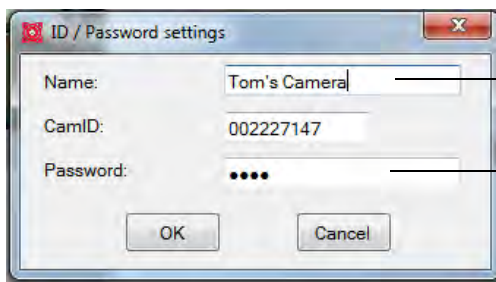 ID / Password settings
Name: Tom's Camera
CamID: 002227147
Password: ●●●●
OK Cancel